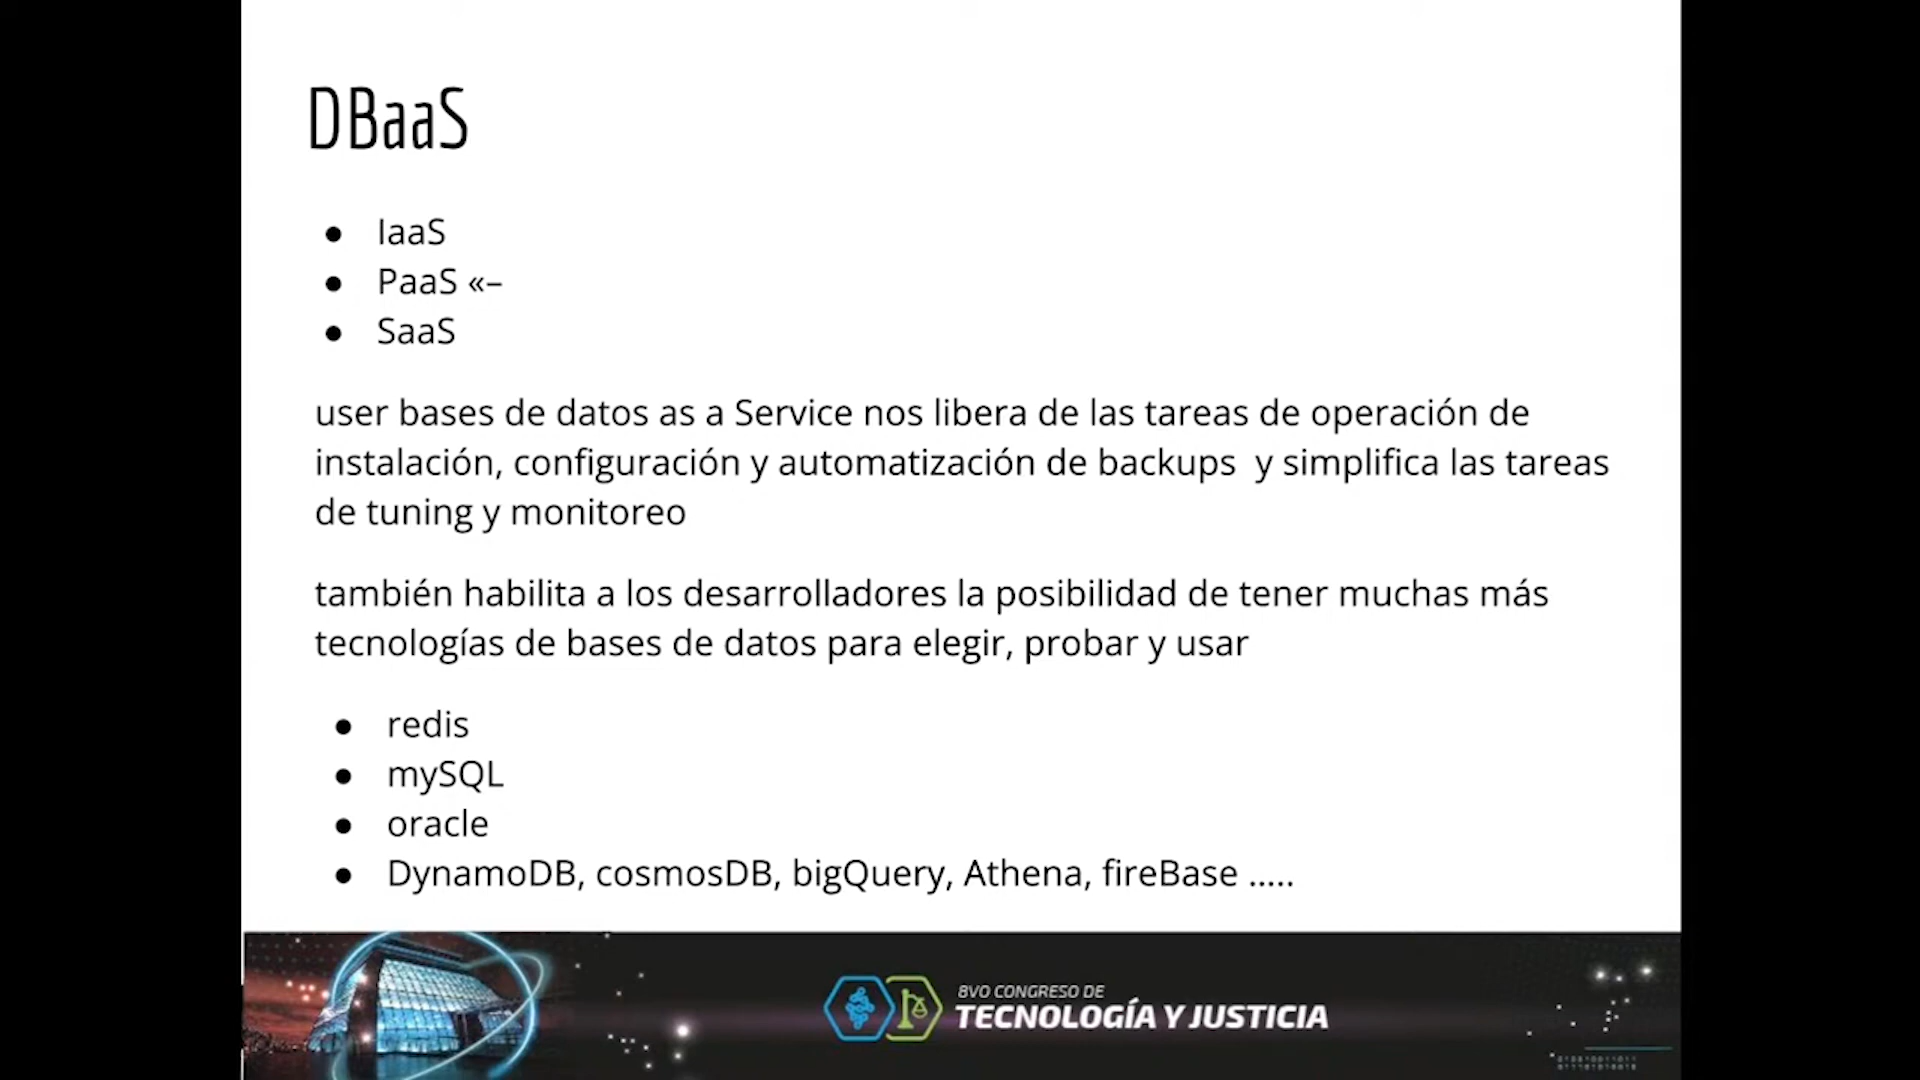 DBaaS
● IaaS
● PaaS «–
● SaaS
user bases de datos as a Service nos libera de las tareas de operación de
instalación, configuración y automatización de backups  y simplifica las tareas
de tuning y monitoreo
también habilita a los desarrolladores la posibilidad de tener muchas más
tecnologías de bases de datos para elegir, probar y usar
● redis
● mySQL
● oracle
● DynamoDB, cosmosDB, bigQuery, Athena, fireBase .....
8VO CONGRESO DE
TECNOLOGÍA Y JUSTICIA